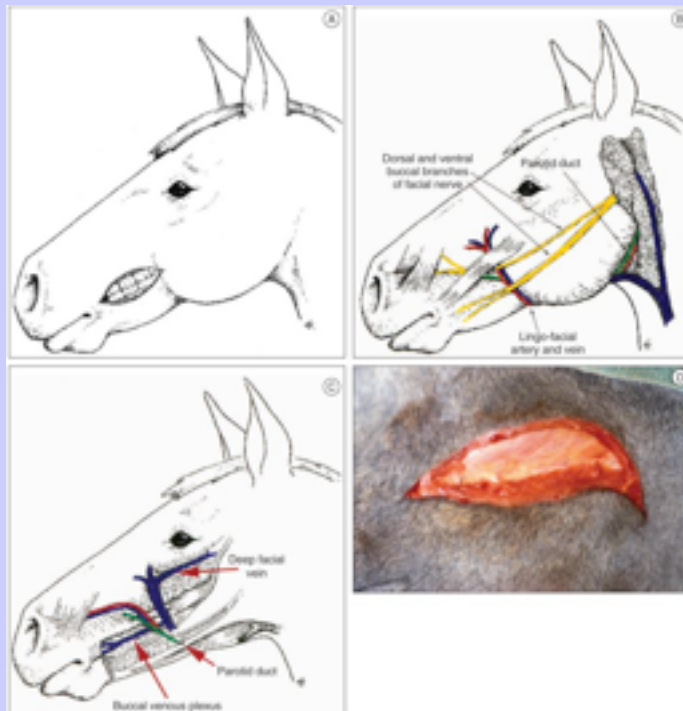 A
B
Dorsal and ventral
buccal branches
of facial nerve
Parotid duct
Lingo-facial
artery and vein
C
Deep facial
vein
Parotid duct
Buccal venous plexus
D